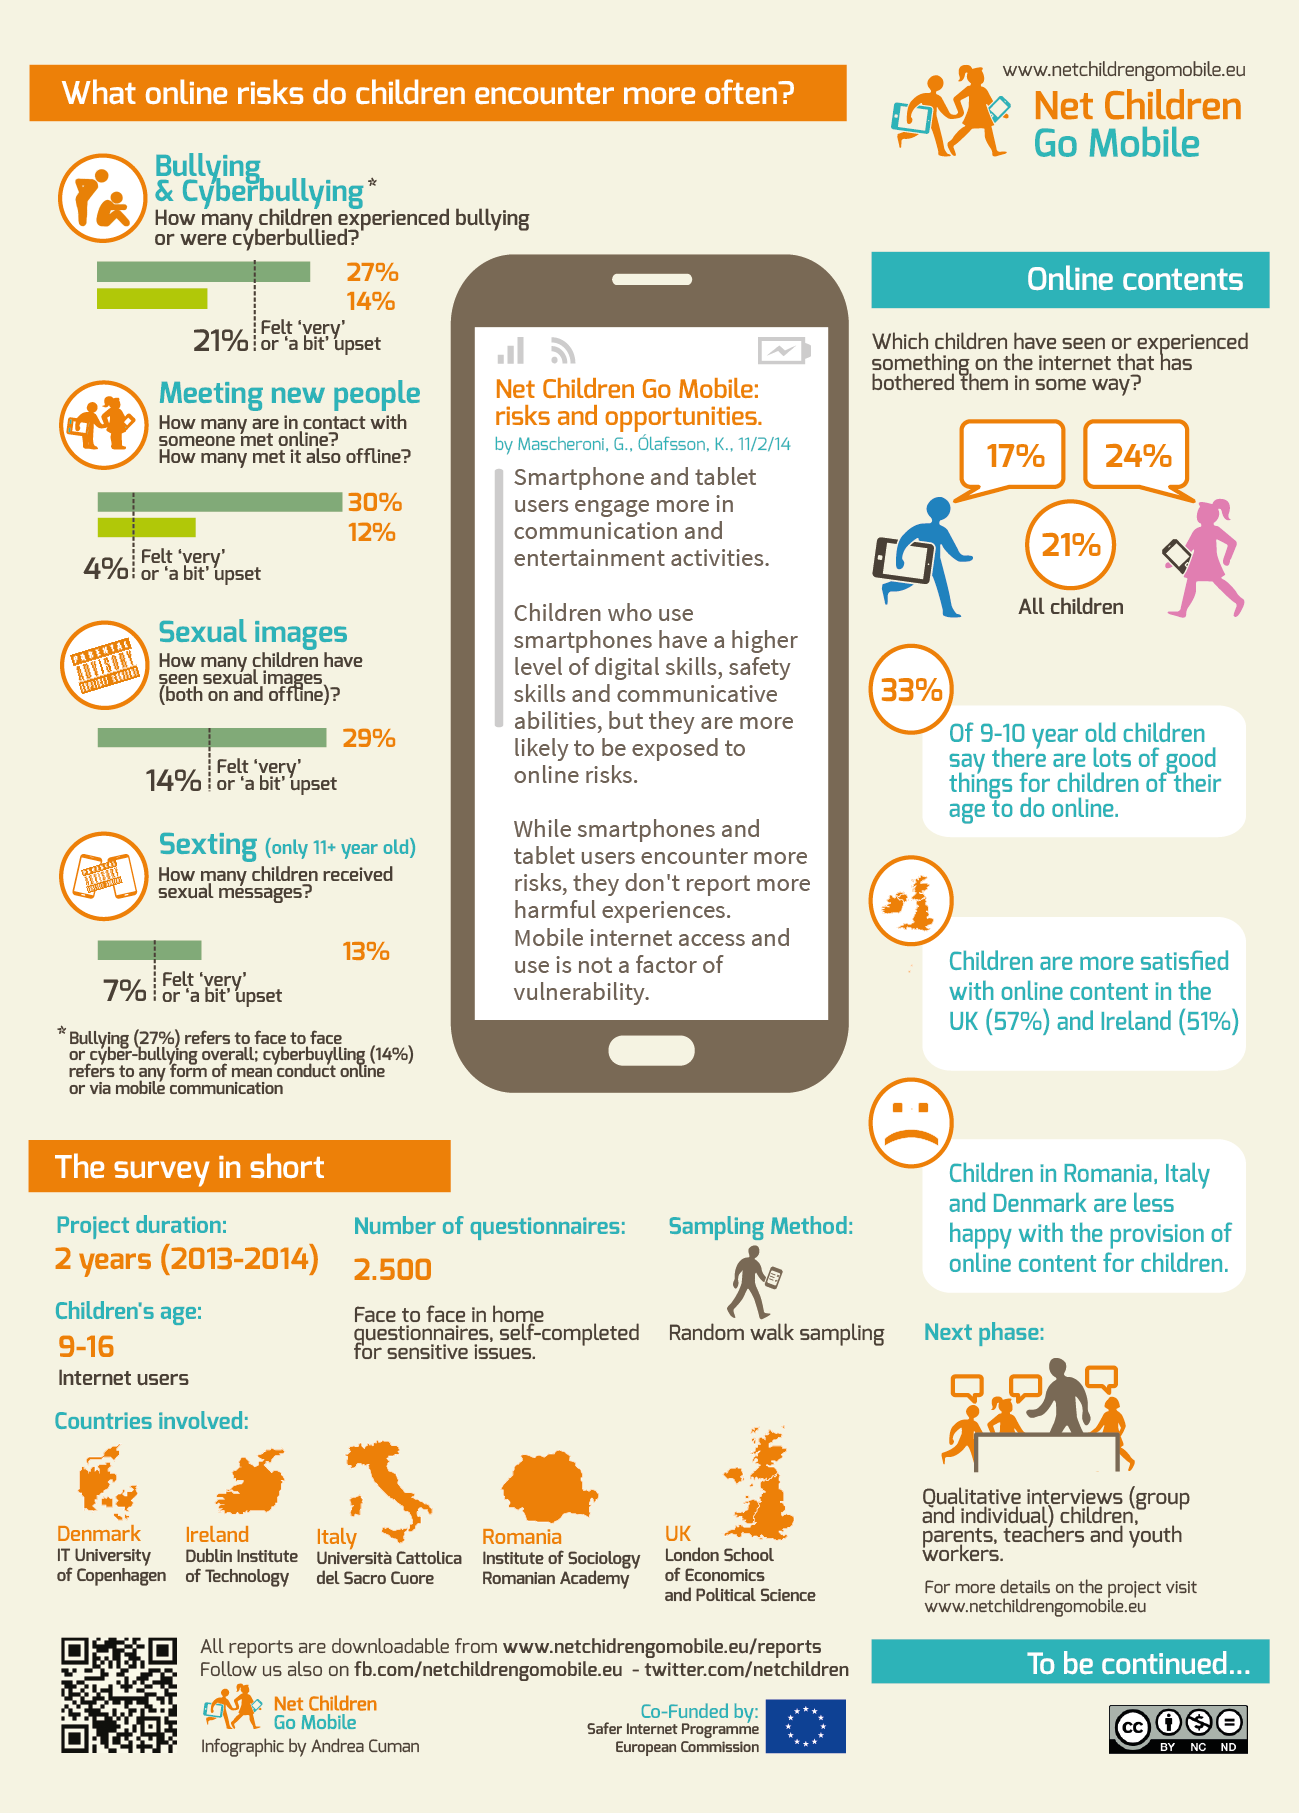 What online risks do children encounter more often?
www.netchildrengomobile.eu
Net Children
Go Mobile
Bullying
& Cyberbullying*
How many children experienced bullying
or were cyberbullied?
27%
14%
21%
Felt ‘very’
or ‘a bit’ upset
Meeting new people
How many are in contact with
someone met online?
How many met it also offline?
30%
12%
4%
Felt ‘very’
or ‘a bit’ upset
Sexual images
How many children have
seen sexual images
(both on and offline)?
29%
14%
Felt ‘very’
or ‘a bit’ upset
Sexting (only 11+ year old)
How many children received
sexual messages?
13%
7%
Felt ‘very’
or ‘a bit’ upset
* Bullying (27%) refers to face to face
or cyber-bullying overall; cyberbuylling (14%)
refers to any form of mean conduct online
or via mobile communication
Net Children Go Mobile:
risks and opportunities.
by Mascheroni, G., Ólafsson, K., 11/2/14
Smartphone and tablet
users engage more in
communication and
entertainment activities.
Children who use
smartphones have a higher
level of digital skills, safety
skills and communicative
abilities, but they are more
likely to be exposed to
online risks.
While smartphones and
tablet users encounter more
risks, they don't report more
harmful experiences.
Mobile internet access and
use is not a factor of
vulnerability.
Online contents
Which children have seen or experienced
something on the internet that has
bothered them in some way?
17%
24%
21%
All children
33%
Of 9-10 year old children
say there are lots of good
things for children of their
age to do online.
Children are more satisfied
with online content in the
UK (57%) and Ireland (51%)
Children in Romania, Italy
and Denmark are less
happy with the provision of
online content for children.
The survey in short
Project duration:
2 years (2013-2014)
Children's age:
9-16
Internet users
Number of questionnaires:
2.500
Face to face in home
questionnaires, self-completed
for sensitive issues.
Sampling Method:
Random walk sampling
Countries involved:
Denmark
IT University
of Copenhagen
Ireland
Dublin Institute
of Technology
Italy
Università Cattolica
del Sacro Cuore
Romania
Institute of Sociology
Romanian Academy
UK
London School
of Economics
and Political Science
Next phase:
Qualitative interviews (group
and individual) children,
parents, teachers and youth
workers.
For more details on the project visit
www.netchildrengomobile.eu
All reports are downloadable from www.netchidrengomobile.eu/reports
Follow us also on fb.com/netchildrengomobile.eu - twitter.com/netchildren
Net Children
Go Mobile
Infographic by Andrea Cuman
Co-Funded by:
Safer Internet Programme
European Commission
To be continued...
cc
BY NC ND